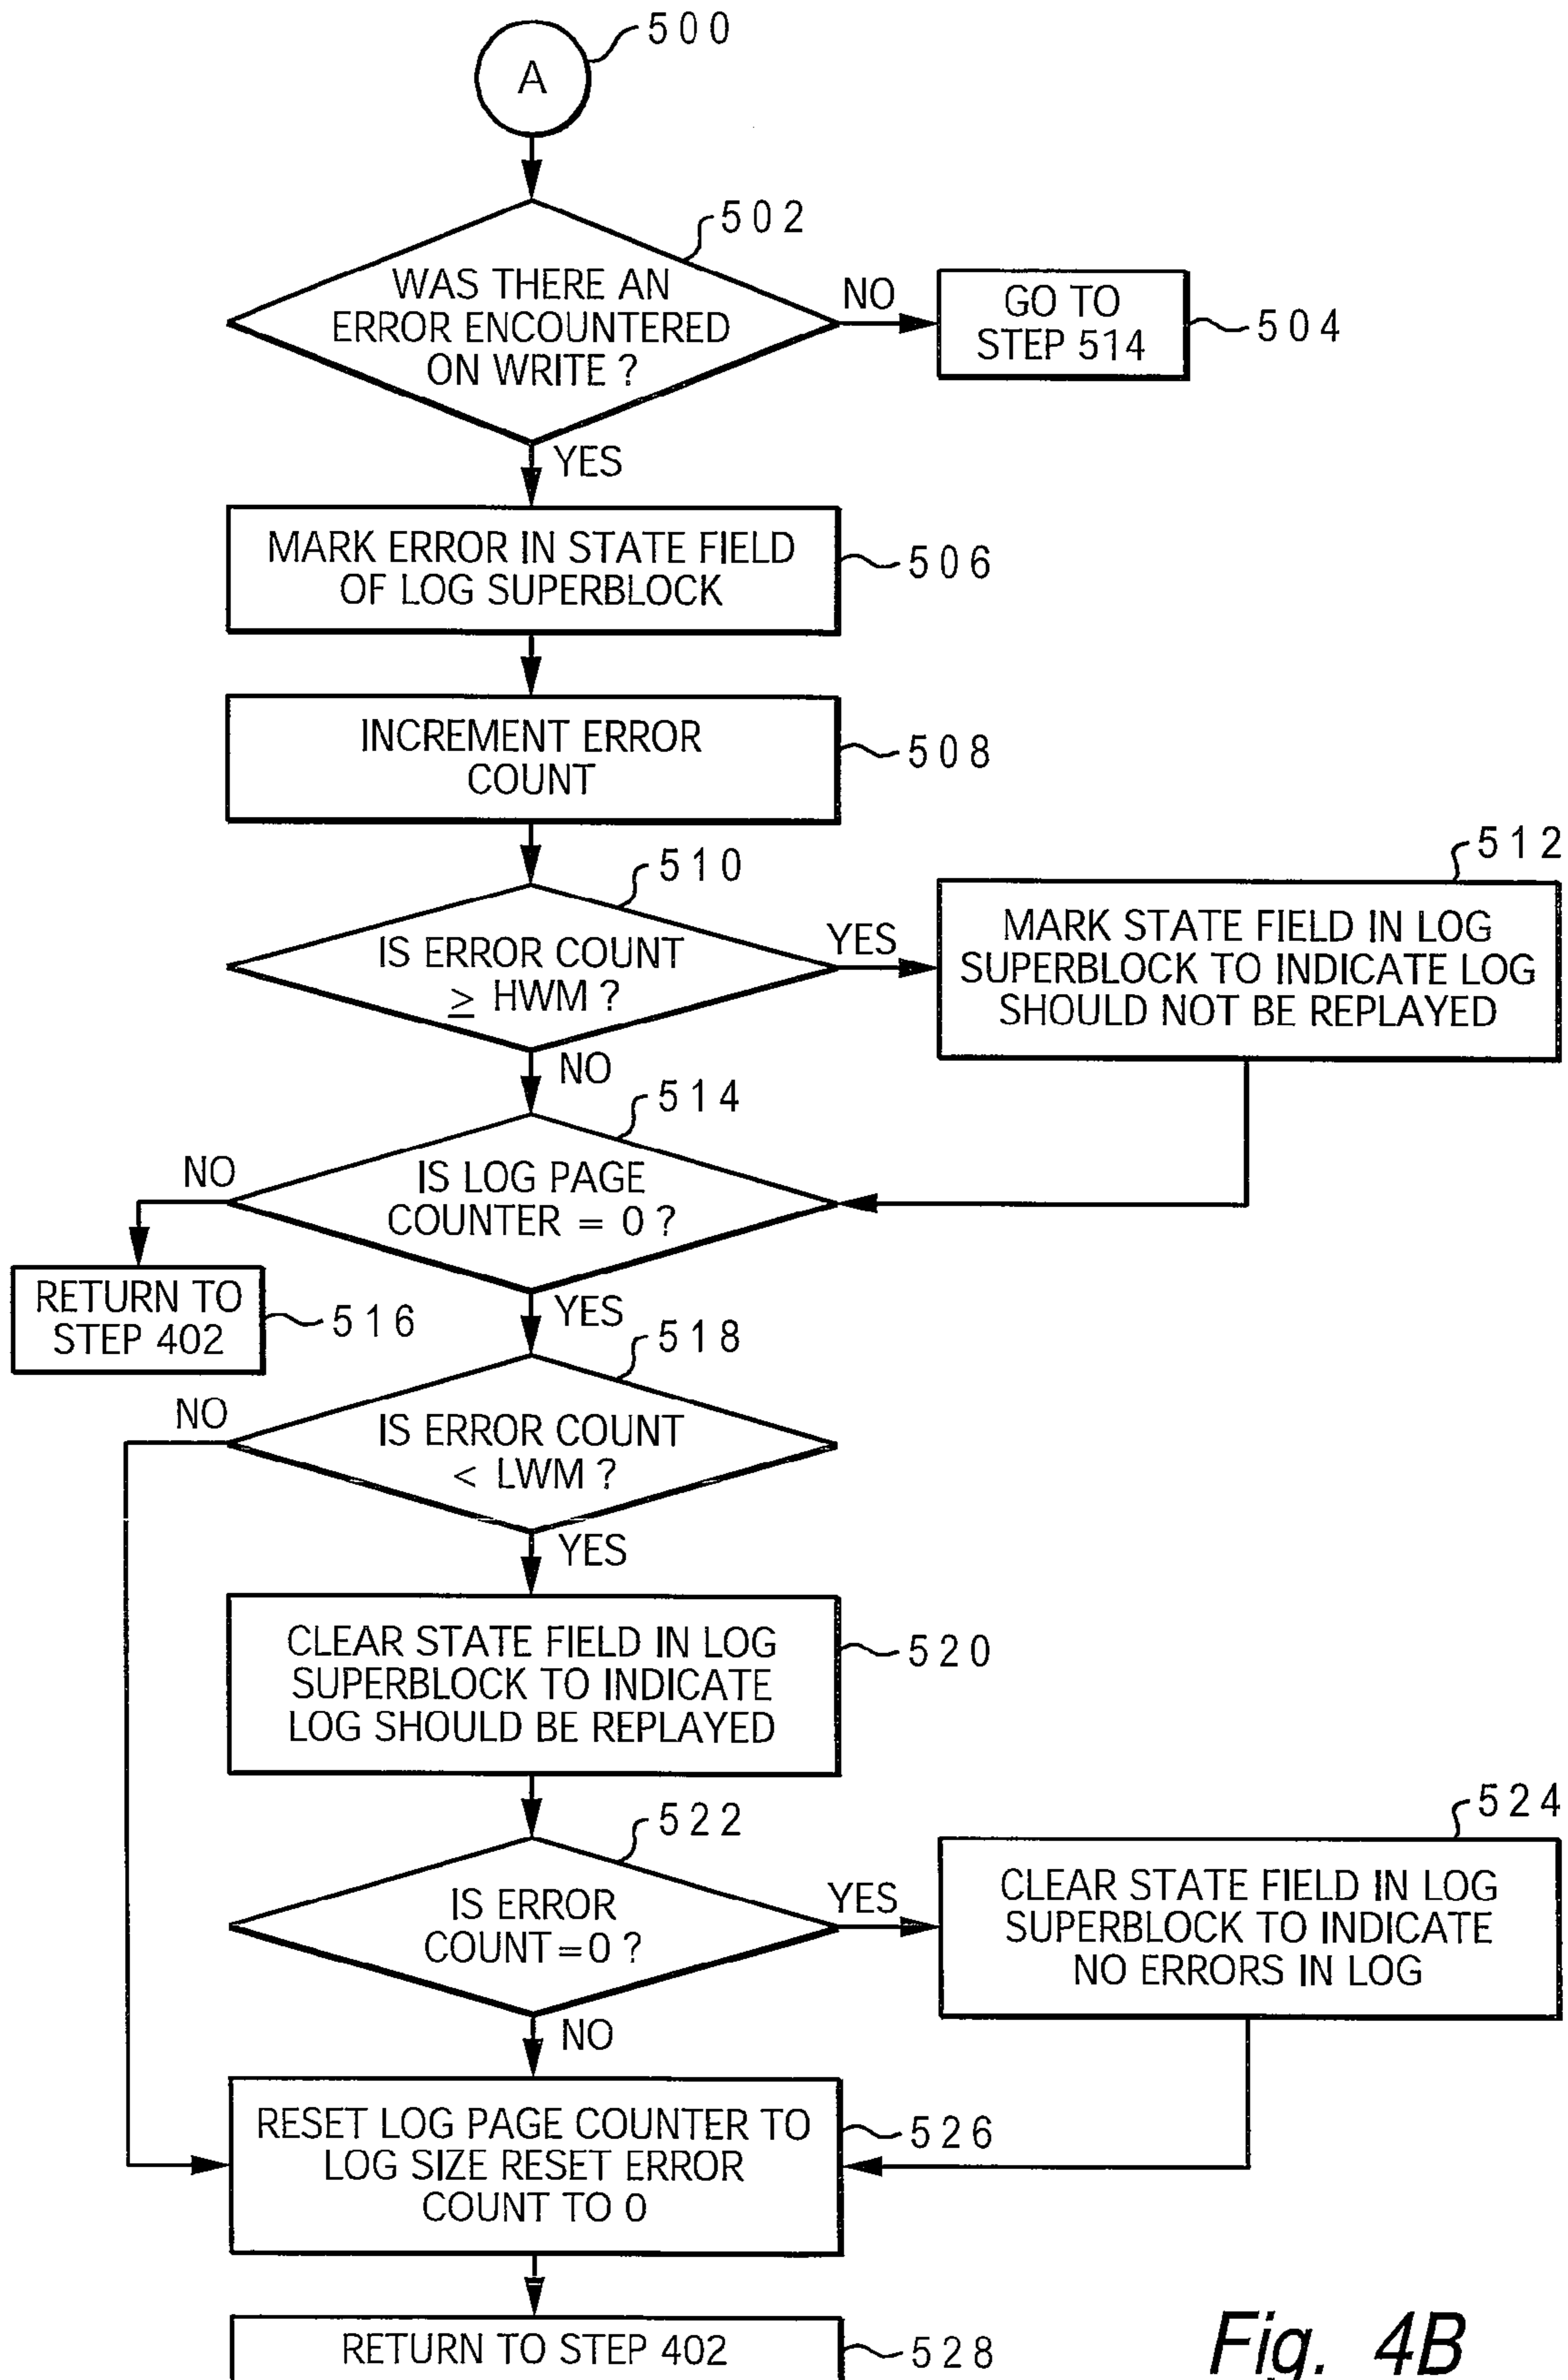 500
A
502
WAS THERE AN
ERROR ENCOUNTERED
ON WRITE ?
NO
GO TO
STEP 514
504
YES
MARK ERROR IN STATE FIELD
OF LOG SUPERBLOCK
506
INCREMENT ERROR
COUNT
508
510
IS ERROR COUNT
≥ HWM ?
YES
512
MARK STATE FIELD IN LOG
SUPERBLOCK TO INDICATE LOG
SHOULD NOT BE REPLAYED
NO
514
IS LOG PAGE
COUNTER = 0 ?
NO
RETURN TO
STEP 402
516
YES
518
IS ERROR COUNT
< LWM ?
NO
YES
CLEAR STATE FIELD IN LOG
SUPERBLOCK TO INDICATE
LOG SHOULD BE REPLAYED
520
522
IS ERROR
COUNT=0 ?
YES
524
CLEAR STATE FIELD IN LOG
SUPERBLOCK TO INDICATE
NO ERRORS IN LOG
NO
RESET LOG PAGE COUNTER TO
LOG SIZE RESET ERROR
COUNT TO 0
526
RETURN TO STEP 402
528
Fig. 4B